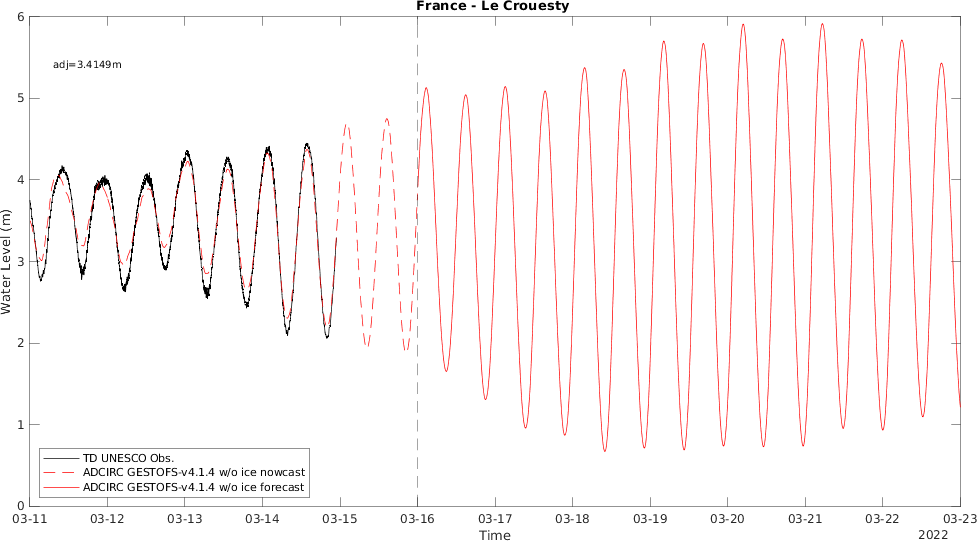 France - Le Crouesty
adj=3.4149m
6
5
4
3
2
1
0
Water Level (m)
TD UNESCO Obs.
ADCIRC GESTOFS-v4.1.4 w/o ice nowcast
ADCIRC GESTOFS-v4.1.4 w/o ice forecast
03-11 03-12 03-13 03-14 03-15 03-16 03-17 03-18 03-19 03-20 03-21 03-22 03-23
Time
2022